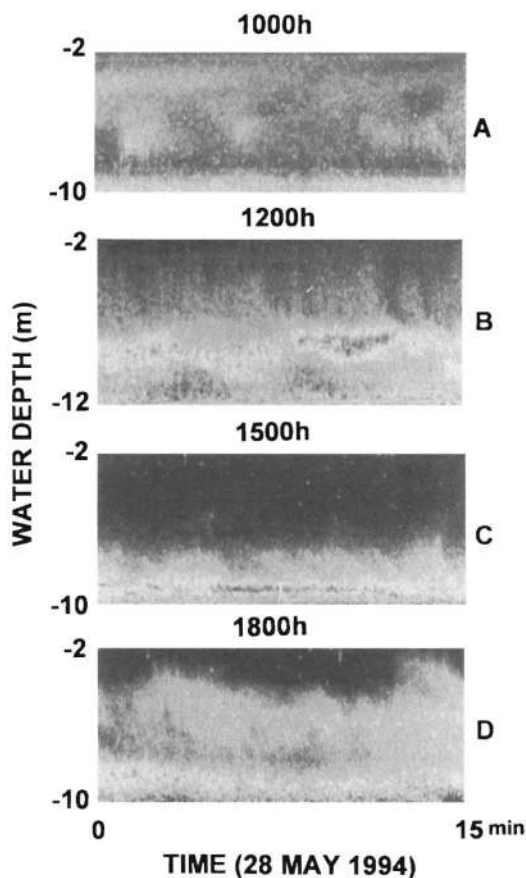 1000h
-2
A
-10
1200h
-2
B
-12
1500h
-2
C
-10
1800h
-2
D
-10
0 15 min
TIME (28 MAY 1994)
WATER DEPTH (m)